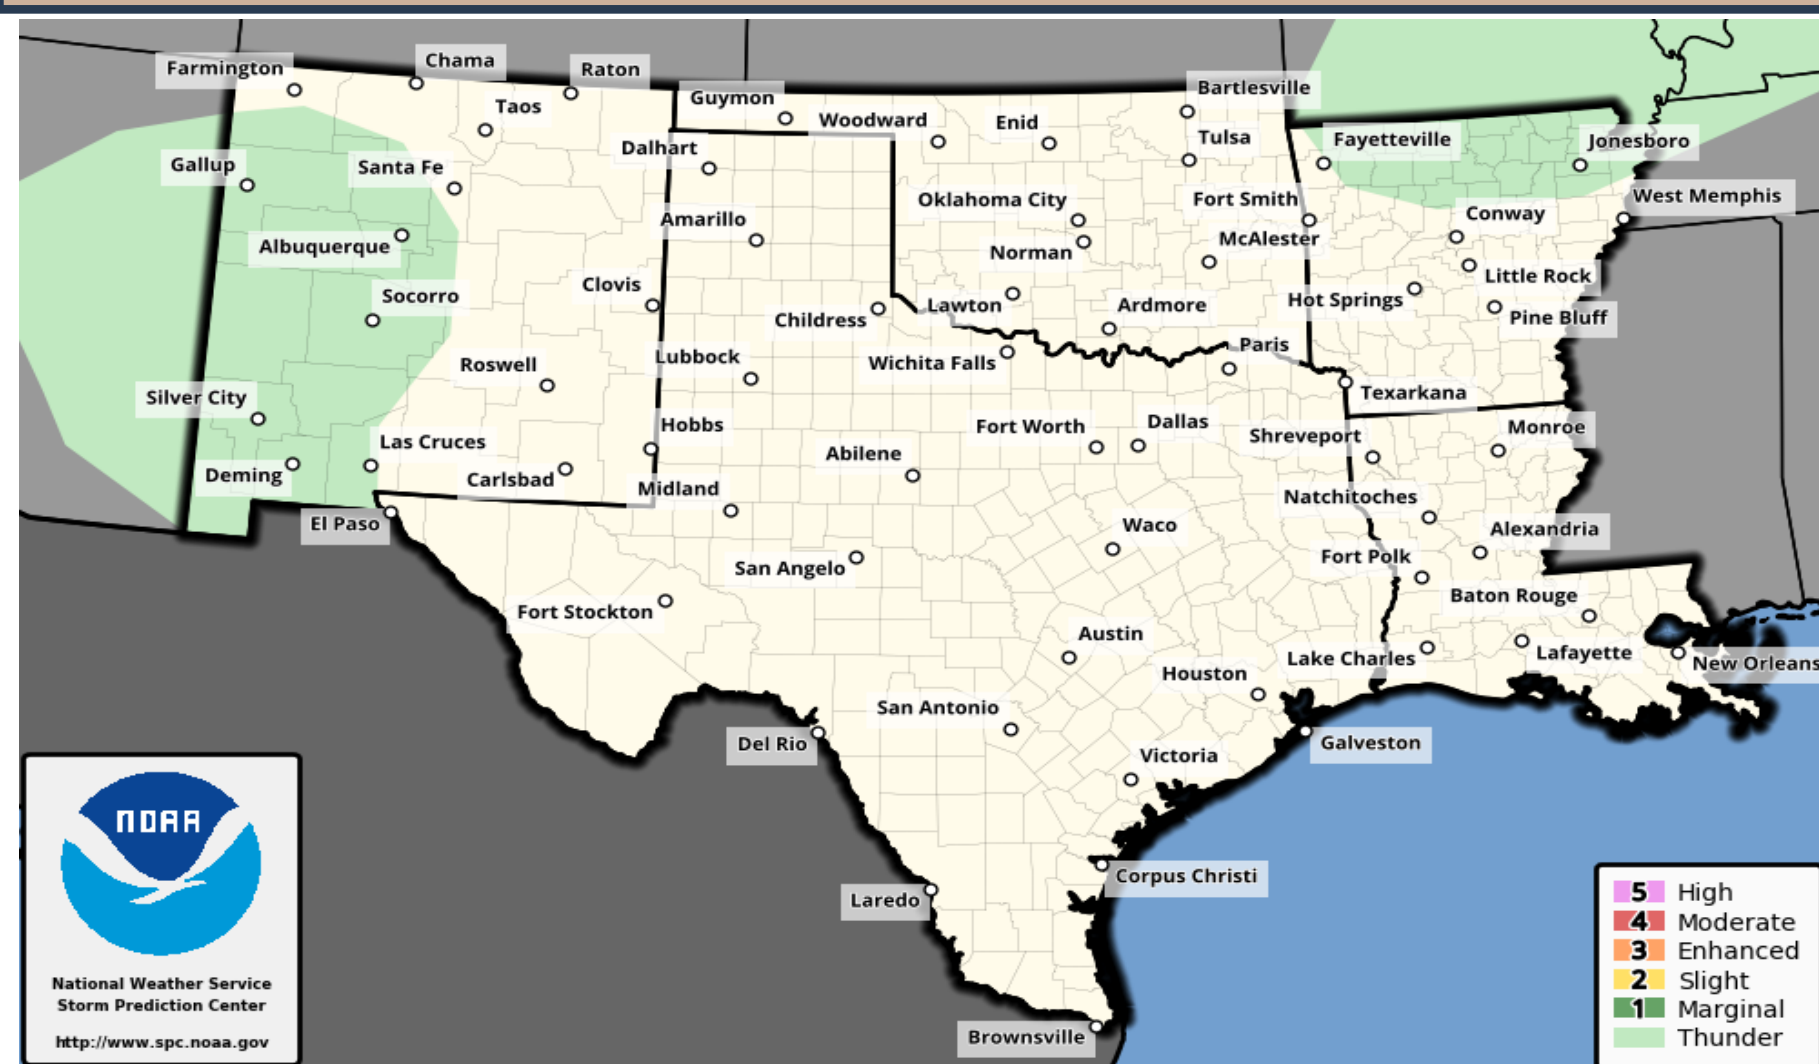 Farmington
Chama
Raton
Taos
Guymon
Woodward
Enid
Bartlesville
Tulsa
Fayetteville
Jonesboro
Dalhart
Gallup
Santa Fe
West Memphis
Oklahoma City
Fort Smith
Conway
Amarillo
Albuquerque
Norman
McAlester
Little Rock
Socorro
Clovis
Childress
Lawton
Ardmore
Hot Springs
Pine Bluff
Roswell
Lubbock
Wichita Falls
Paris
Texarkana
Silver City
Las Cruces
Hobbs
Fort Worth
Dallas
Shreveport
Monroe
Deming
Carlsbad
Midland
Abilene
Natchitoches
El Paso
Waco
Alexandria
San Angelo
Fort Polk
Fort Stockton
Baton Rouge
Austin
Houston
Lake Charles
Lafayette
New Orleans
San Antonio
Del Rio
Victoria
Galveston
Laredo
Corpus Christi
Brownsville
NOAA
National Weather Service
Storm Prediction Center
http://www.spc.noaa.gov
5 High
4 Moderate
3 Enhanced
2 Slight
1 Marginal
Thunder